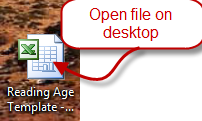 Open file on
desktop
Reading Age
Template -...